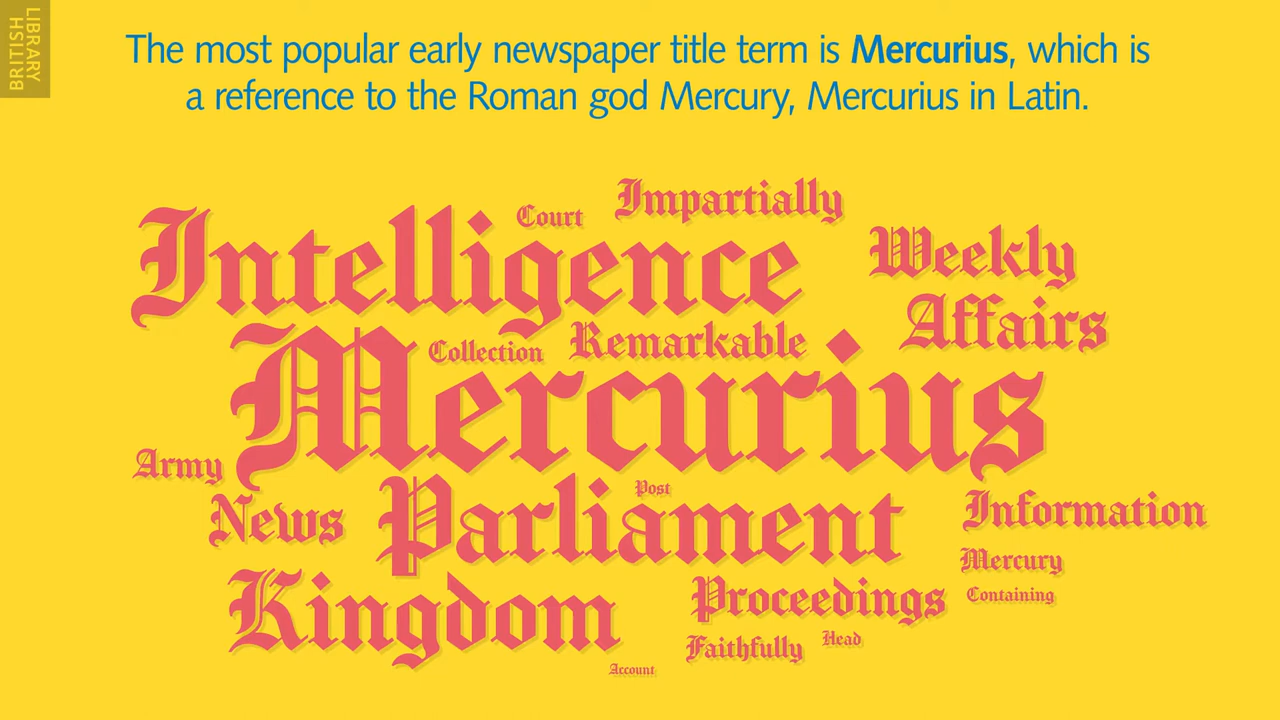 BRITISH
LIBRARY
The most popular early newspaper title term is Mercurius, which is
a reference to the Roman god Mercury, Mercurius in Latin.
Court
Impartially
Intelligence
Weekly
Affairs
Collection
Remarkable
Mercurius
Army
News
Parliament
Post
Information
Mercury
Kingdom
Proceedings
Containing
Faithfully
Head
Account